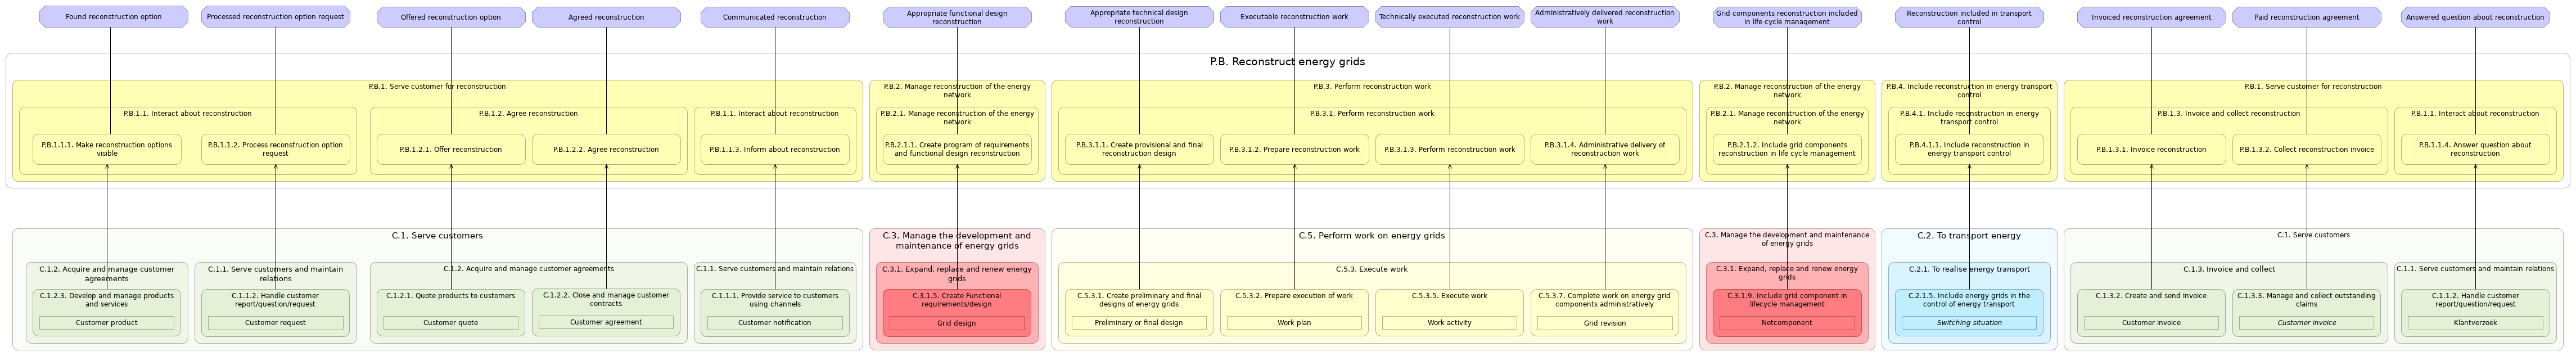 Found reconstruction option
Processed reconstruction option request
Offered reconstruction option
Agreed reconstruction
Communicated reconstruction
Appropriate functional design
reconstruction
Appropriate technical design
reconstruction
Executable reconstruction work
Technically executed reconstruction work
Administratively delivered reconstruction
work
Grid components reconstruction included
in life cycle management
Reconstruction included in transport
control
Invoiced reconstruction agreement
Paid reconstruction agreement
Answered question about reconstruction
P.B. Reconstruct energy grids
P.B.1. Serve customer for reconstruction
P.B.1.1. Interact about reconstruction
P.B.1.1.1. Make reconstruction options
visible
P.B.1.1.2. Process reconstruction option
request
P.B.1.2. Agree reconstruction
P.B.1.2.1. Offer reconstruction
P.B.1.2.2. Agree reconstruction
P.B.1.1. Interact about reconstruction
P.B.1.1.3. Inform about reconstruction
P.B.2. Manage reconstruction of the energy
network
P.B.2.1. Manage reconstruction of the energy
network
P.B.2.1.1. Create program of requirements
and functional design reconstruction
P.B.3. Perform reconstruction work
P.B.3.1. Perform reconstruction work
P.B.3.1.1. Create provisional and final
reconstruction design
P.B.3.1.2. Prepare reconstruction work
P.B.3.1.3. Perform reconstruction work
P.B.3.1.4. Administrative delivery of
reconstruction work
P.B.2. Manage reconstruction of the energy
network
P.B.2.1. Manage reconstruction of the energy
network
P.B.2.1.2. Include grid components
reconstruction in life cycle management
P.B.4. Include reconstruction in energy transport
control
P.B.4.1. Include reconstruction in energy
transport control
P.B.4.1.1. Include reconstruction in
energy transport control
P.B.1. Serve customer for reconstruction
P.B.1.3. Invoice and collect reconstruction
P.B.1.3.1. Invoice reconstruction
P.B.1.3.2. Collect reconstruction invoice
P.B.1.1. Interact about reconstruction
P.B.1.1.4. Answer question about
reconstruction
C.1. Serve customers
C.1.2. Acquire and manage customer
agreements
C.1.2.3. Develop and manage products
and services
Customer product
C.1.1. Serve customers and maintain
relations
C.1.1.2. Handle customer
report/question/request
Customer request
C.1.2. Acquire and manage customer agreements
C.1.2.1. Quote products to customers
Customer quote
C.1.2.2. Close and manage customer
contracts
Customer agreement
C.1.1. Serve customers and maintain relations
C.1.1.1. Provide service to customers
using channels
Customer notification
C.3. Manage the development and
maintenance of energy grids
C.3.1. Expand, replace and renew energy
grids
C.3.1.5. Create Functional
requirements/design
Grid design
C.5. Perform work on energy grids
C.5.3. Execute work
C.5.3.1. Create preliminary and final
designs of energy grids
Preliminary or final design
C.5.3.2. Prepare execution of work
Work plan
C.5.3.5. Execute work
Work activity
C.5.3.7. Complete work on energy grid
components administratively
Grid revision
C.3. Manage the development and maintenance
of energy grids
C.3.1. Expand, replace and renew energy
grids
C.3.1.9. Include grid component in
lifecycle management
Netcomponent
C.2. To transport energy
C.2.1. To realise energy transport
C.2.1.5. Include energy grids in the
control of energy transport
Switching situation
C.1. Serve customers
C.1.3. Invoice and collect
C.1.3.2. Create and send invoice
Customer invoice
C.1.3.3. Manage and collect outstanding
claims
Customer invoice
C.1.1. Serve customers and maintain relations
C.1.1.2. Handle customer
report/question/request
Klantverzoek